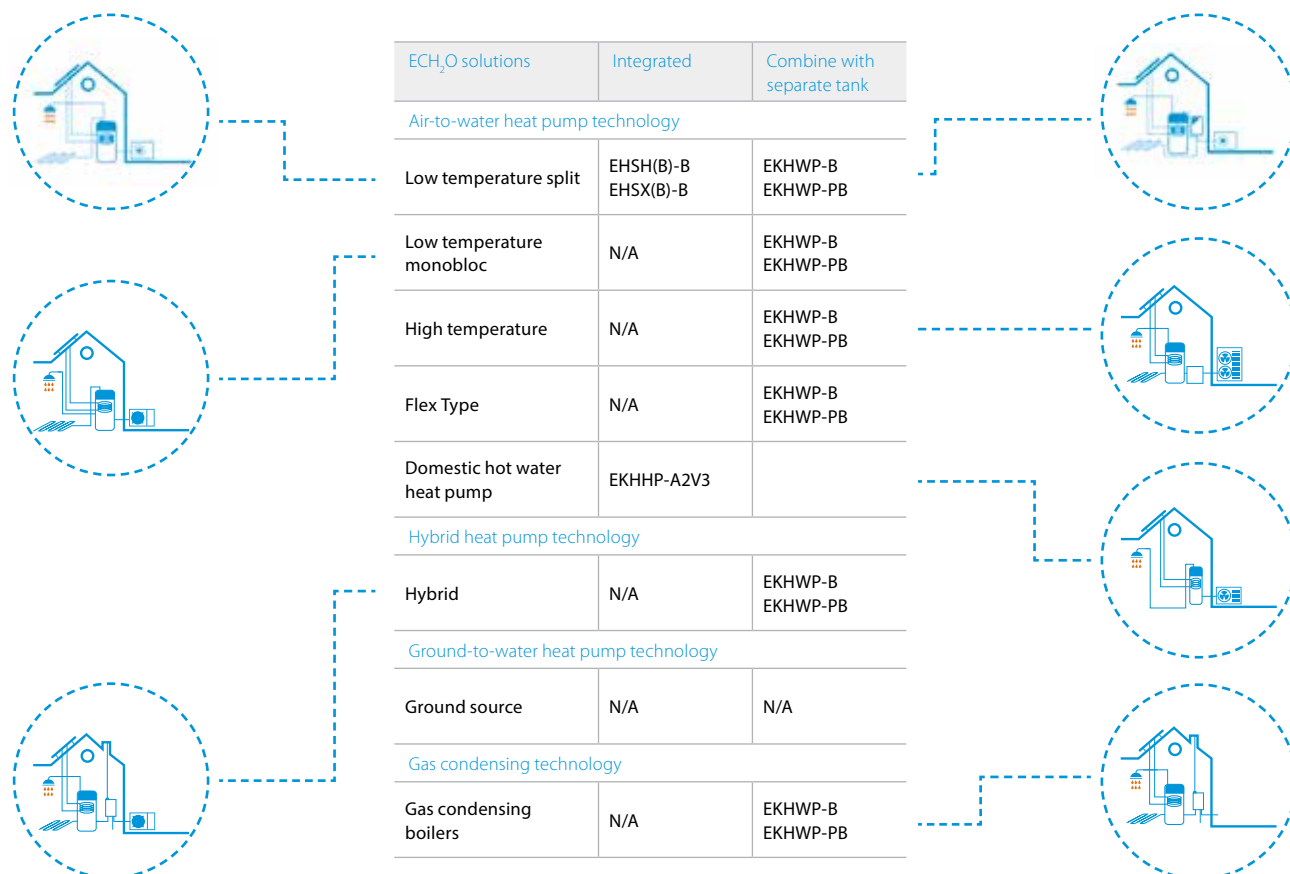 ECH₂O solutions Integrated Combine with
separate tank
Air-to-water heat pump technology
Low temperature split EHSH(B)-B EKHWP-B
EHSX(B)-B EKHWP-PB
Low temperature N/A EKHWP-B
monobloc EKHWP-PB
High temperature N/A EKHWP-B
EKHWP-PB
Flex Type N/A EKHWP-B
EKHWP-PB
Domestic hot water EKHHP-A2V3
heat pump
Hybrid heat pump technology
Hybrid N/A EKHWP-B
EKHWP-PB
Ground-to-water heat pump technology
Ground source N/A N/A
Gas condensing technology
Gas condensing N/A EKHWP-B
boilers EKHWP-PB